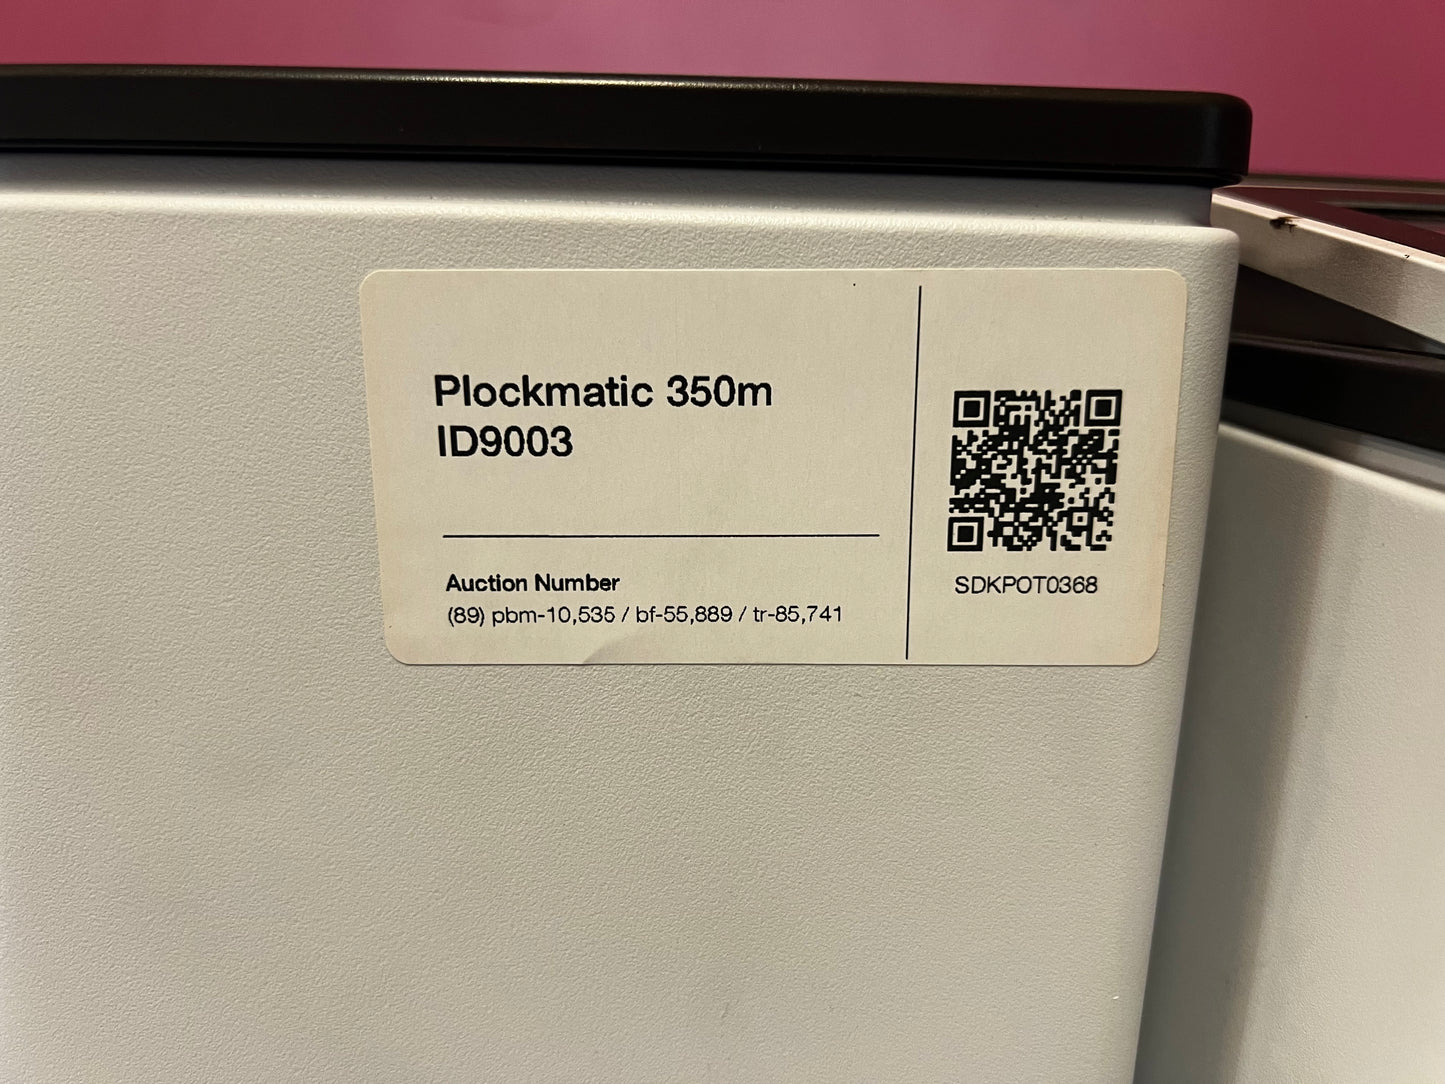 Plockmatic 350m
ID9003
Auction Number
(89) pbm-10,535 / bf-55,889 / tr-85,741
SDKPOT0368